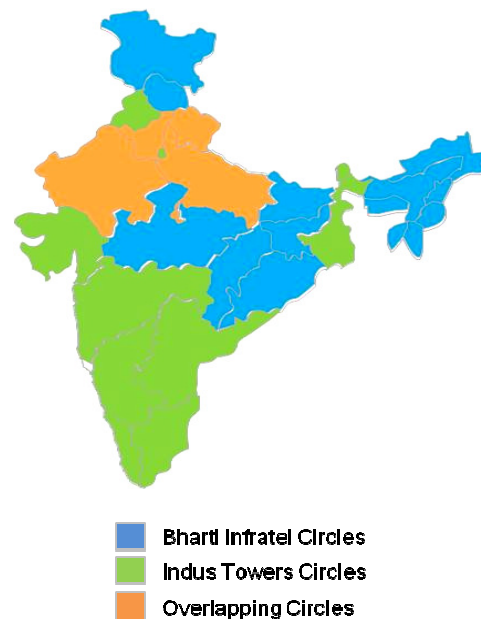 Bharti Infratel Circles
Indus Towers Circles
Overlapping Circles